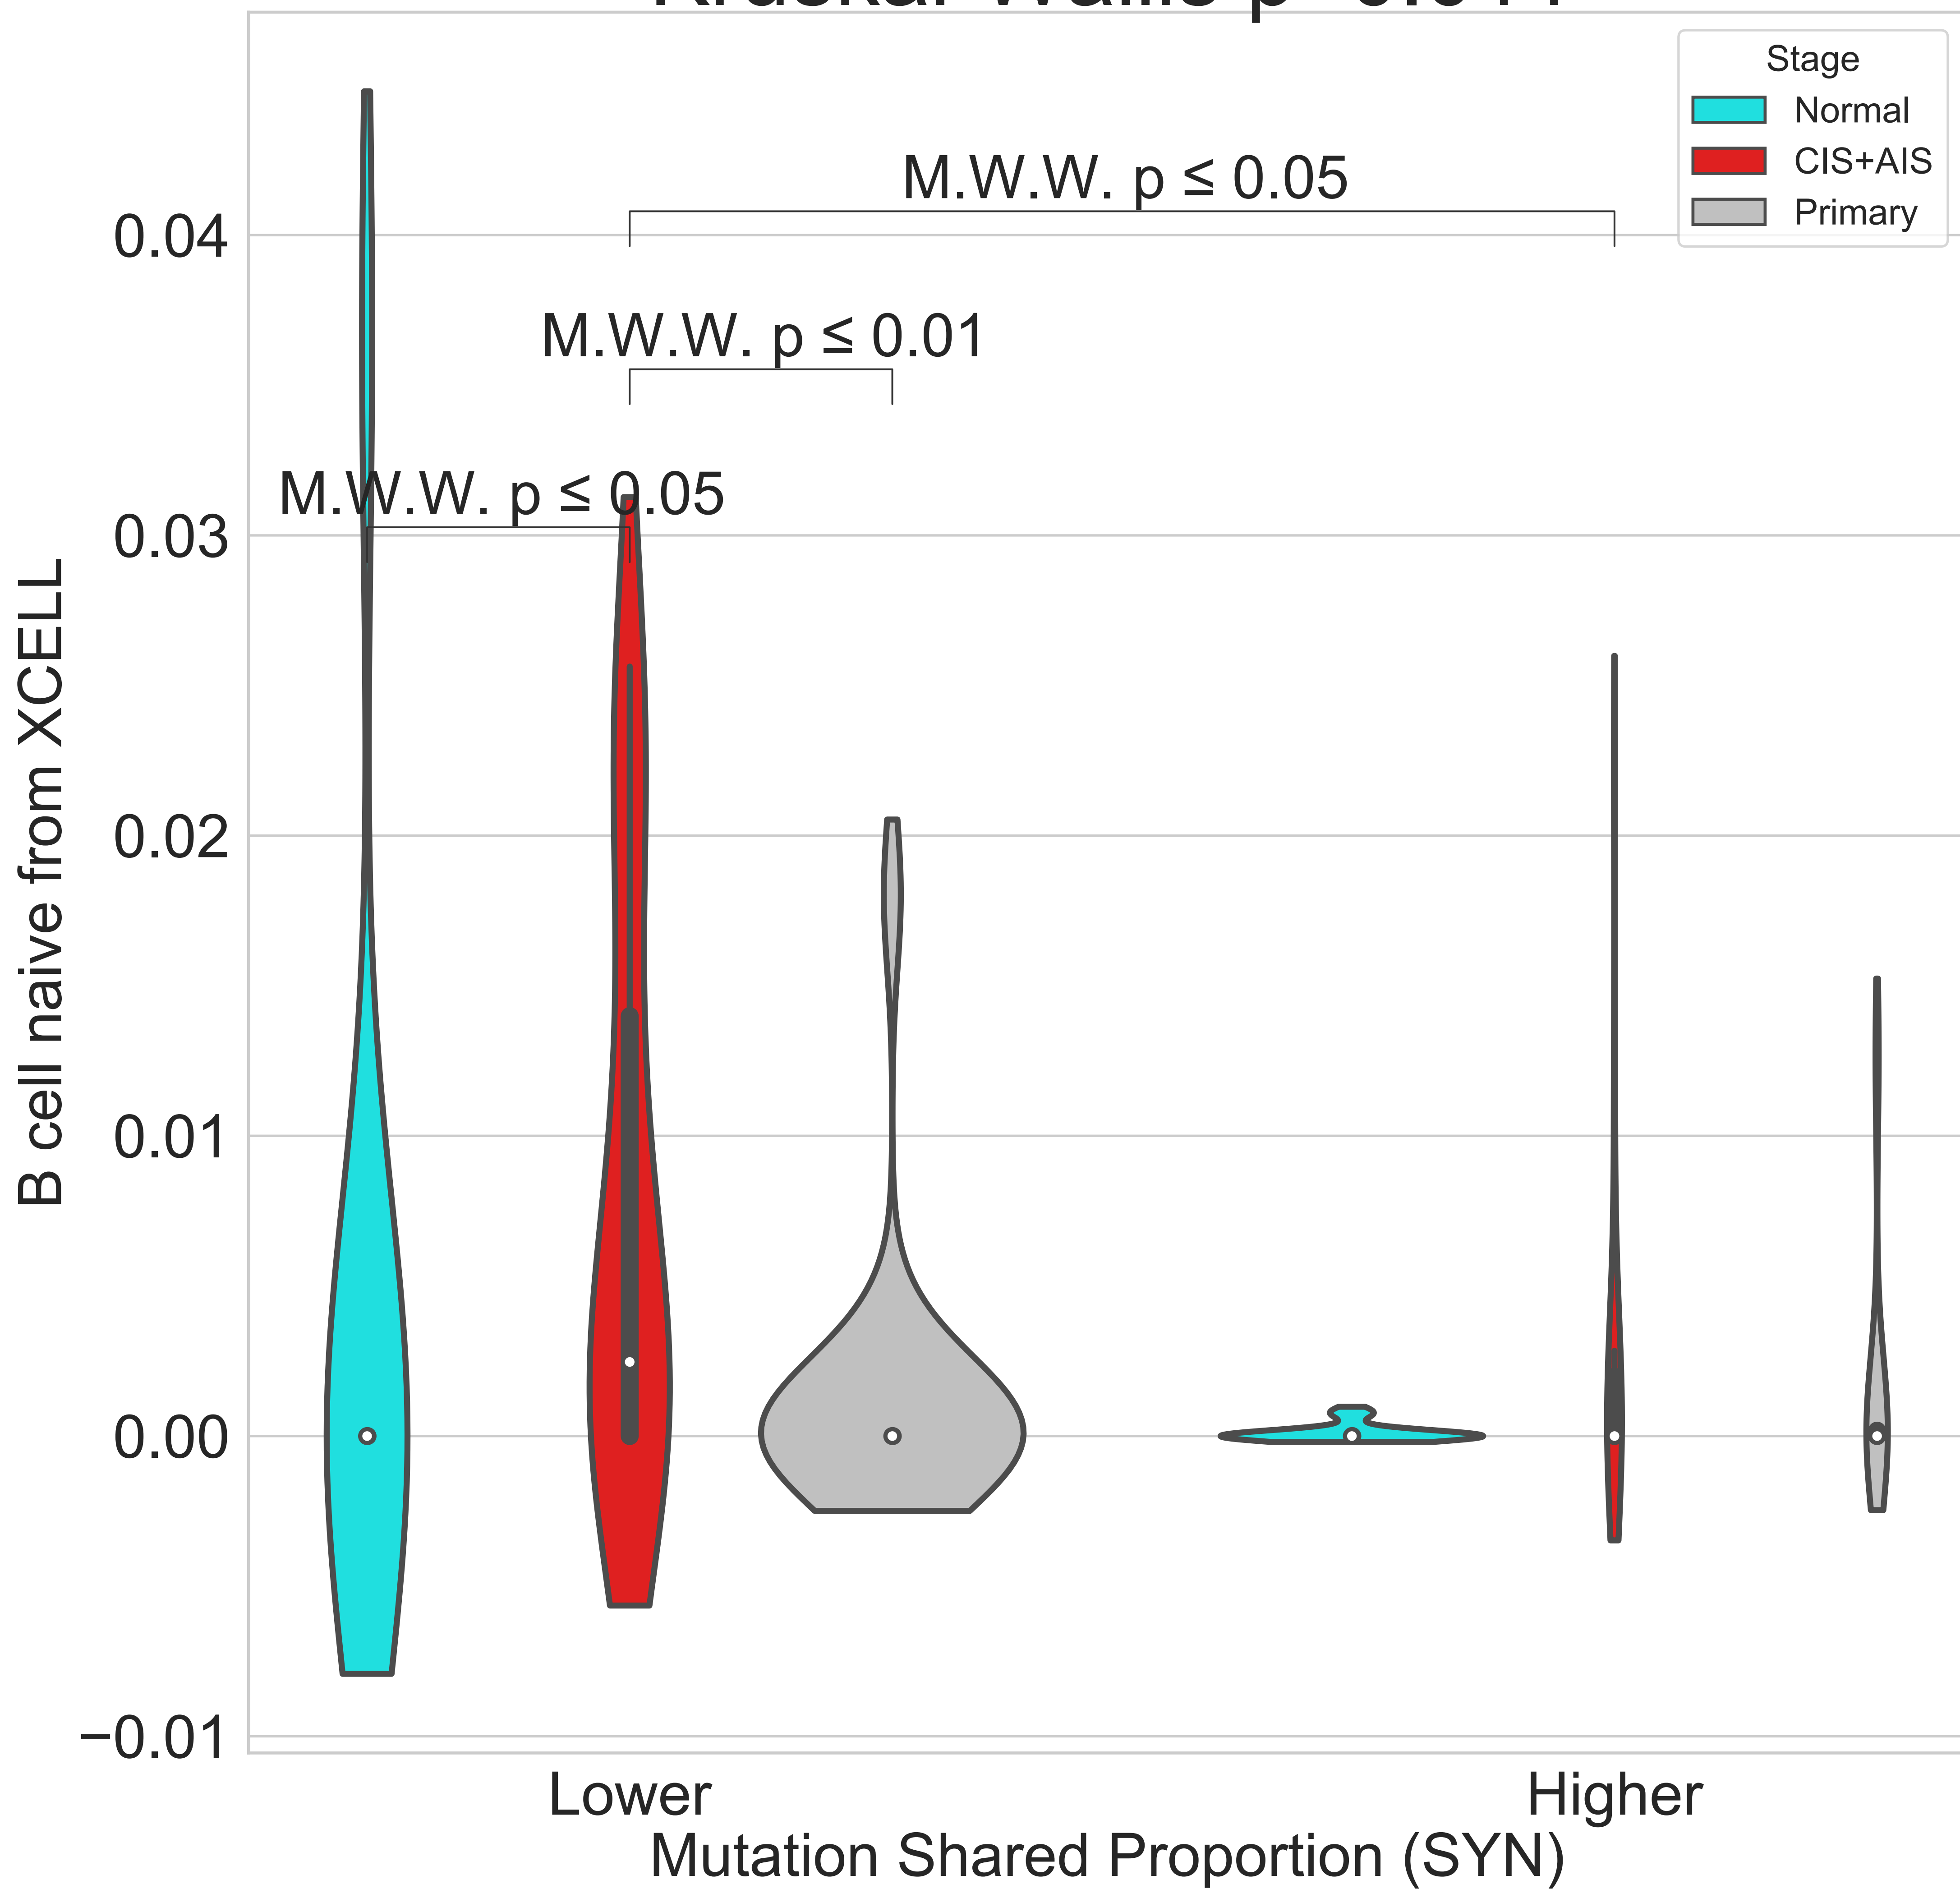 Stage
Normal
CIS+AIS
Primary
M.W.W. p ≤ 0.05
M.W.W. p ≤ 0.01
M.W.W. p ≤ 0.05
0.04
0.03
0.02
0.01
0.00
−0.01
B cell naive from XCELL
Lower
Higher
Mutation Shared Proportion (SYN)